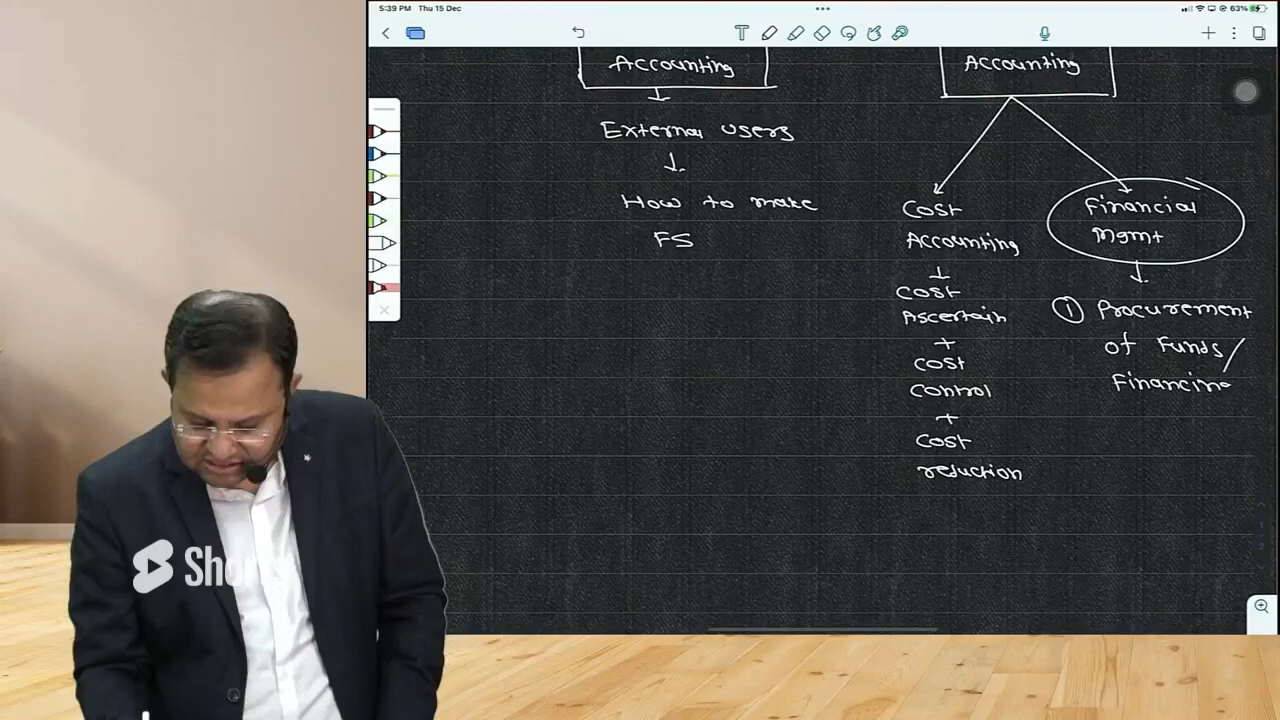 5:39 PM Thu 15 Dec
63%
T
Accounting
External users
How to make
FS
Accounting
Cost
Accounting
Cost
Ascertain
+
Cost
Control
+
Cost
reduction
Financial
Mgmt
① Procurement
of Funds/
Financing
Shorts